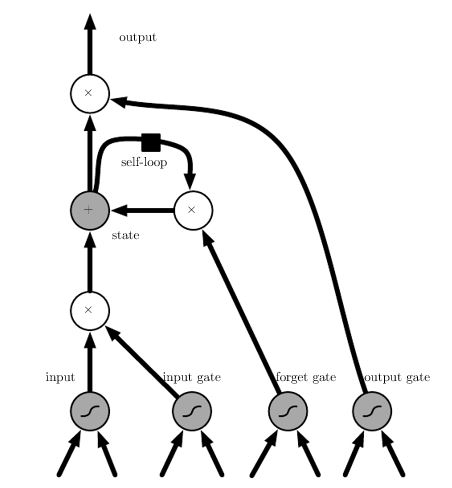 output
×
self-loop
+
×
state
×
input
input gate
forget gate
output gate